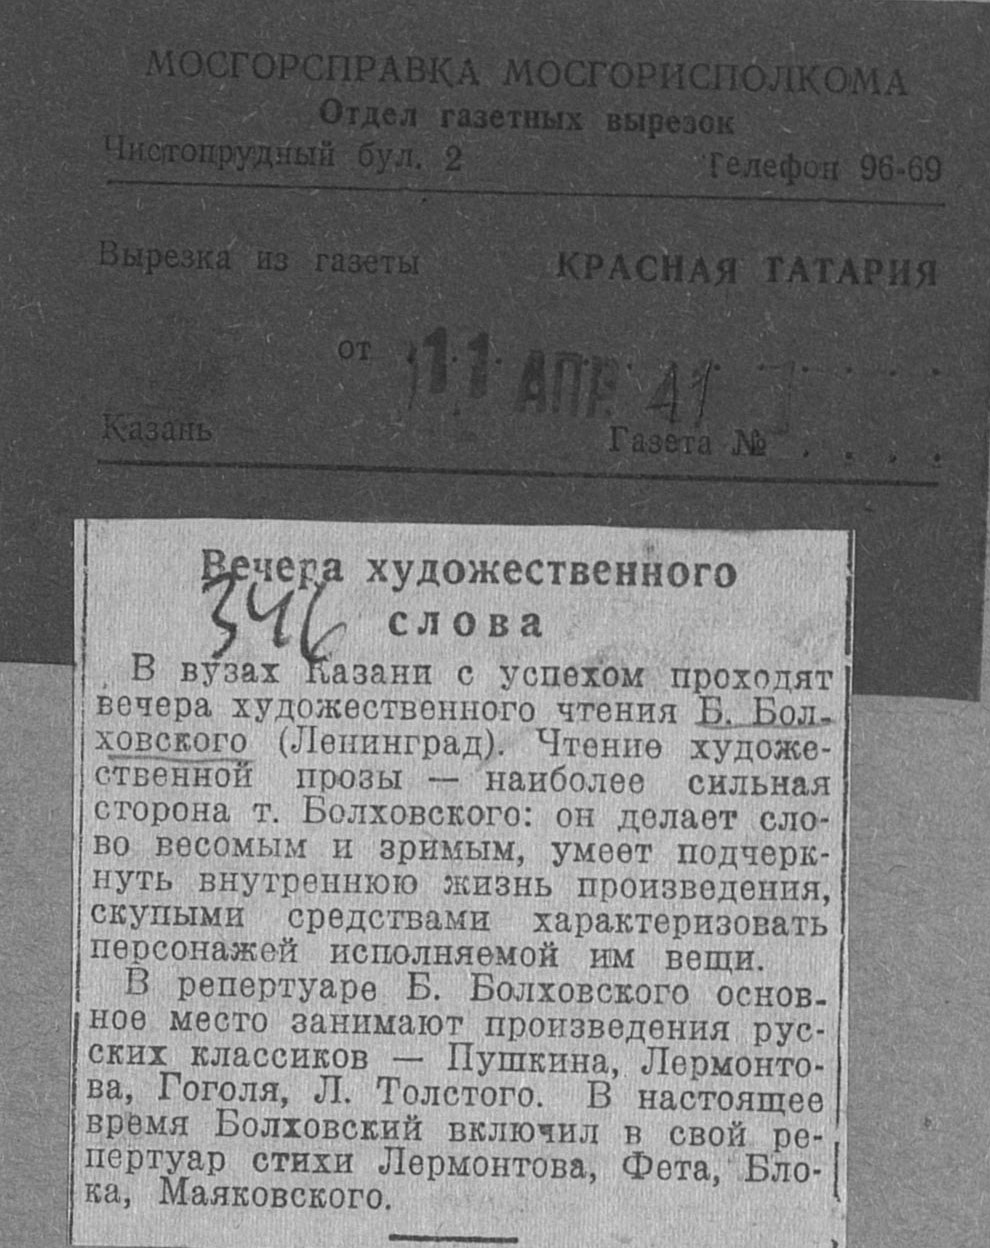 МОСГОРСПРАВКА МОСГОРИСПОЛКОМА
Отдел газетных вырезок
Чистопрудный бул. 2 Телефон 96-69
Вырезка из газеты КРАСНАЯ ТАТАРИЯ
от 11 АПР 41
Казань Газета № . . . .
Вечера художественного
слова
346
В вузах Казани с успехом проходят
вечера художественного чтения Б. Бол-
ховского (Ленинград). Чтение художе-
ственной прозы — наиболее сильная
сторона т. Болховского: он делает сло-
во весомым и зримым, умеет подчерк-
нуть внутреннюю жизнь произведения,
скупыми средствами характеризовать
персонажей исполняемой им вещи.
В репертуаре Б. Болховского основ-
ное место занимают произведения рус-
ских классиков — Пушкина, Лермонто-
ва, Гоголя, Л. Толстого. В настоящее
время Болховский включил в свой ре-
пертуар стихи Лермонтова, Фета, Бло-
ка, Маяковского.